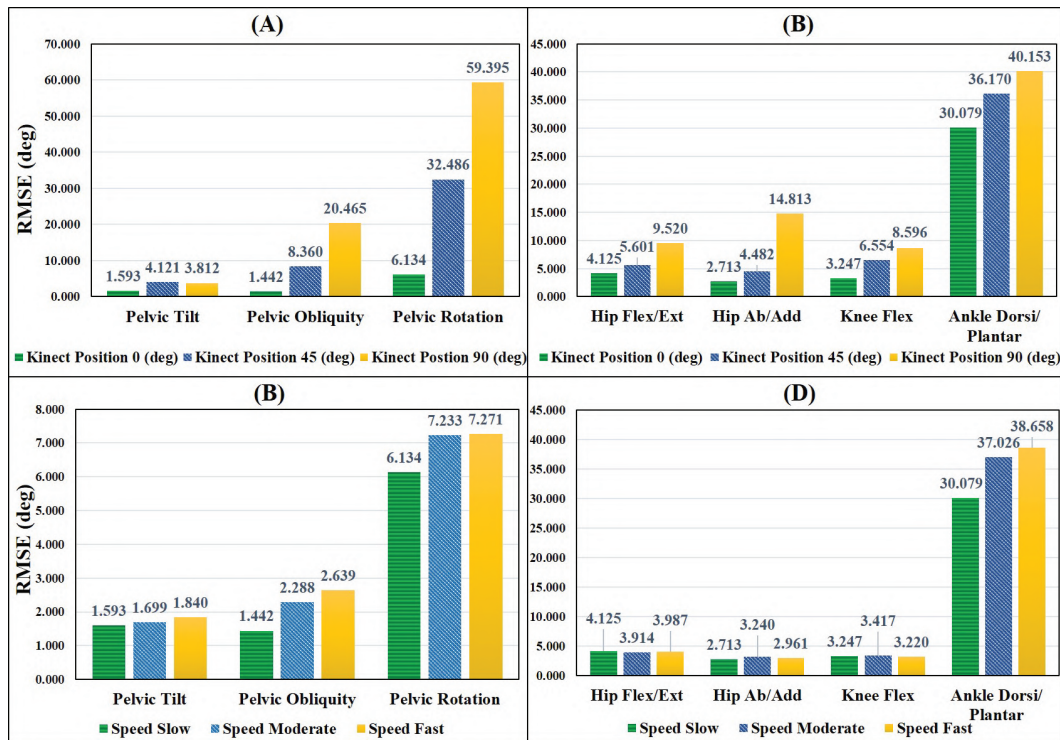 (A)
70.000
60.000
50.000
40.000
30.000
20.000
10.000
0.000
RMSE (deg)
1.593 4.121 3.812
1.442 8.360 20.465
6.134 32.486 59.395
Pelvic Tilt Pelvic Obliquity Pelvic Rotation
Kinect Position 0 (deg) Kinect Position 45 (deg) Kinect Position 90 (deg)
(B)
45.000
40.000
35.000
30.000
25.000
20.000
15.000
10.000
5.000
0.000
4.125 5.601 9.520
2.713 4.482 14.813
3.247 6.554 8.596
30.079 36.170 40.153
Hip Flex/Ext Hip Ab/Add Knee Flex Ankle Dorsi/
Plantar
Kinect Position 0 (deg) Kinect Position 45 (deg) Kinect Postion 90 (deg)
(B)
8.000
7.000
6.000
5.000
4.000
3.000
2.000
1.000
0.000
RMSE (deg)
1.593 1.699 1.840
1.442 2.288 2.639
6.134 7.233 7.271
Pelvic Tilt Pelvic Obliquity Pelvic Rotation
Speed Slow Speed Moderate Speed Fast
(D)
45.000
40.000
35.000
30.000
25.000
20.000
15.000
10.000
5.000
0.000
4.125 3.914 3.987
2.713 3.240 2.961
3.247 3.417 3.220
30.079 37.026 38.658
Hip Flex/Ext Hip Ab/Add Knee Flex Ankle Dorsi/
Plantar
Speed Slow Speed Moderate Speed Fast